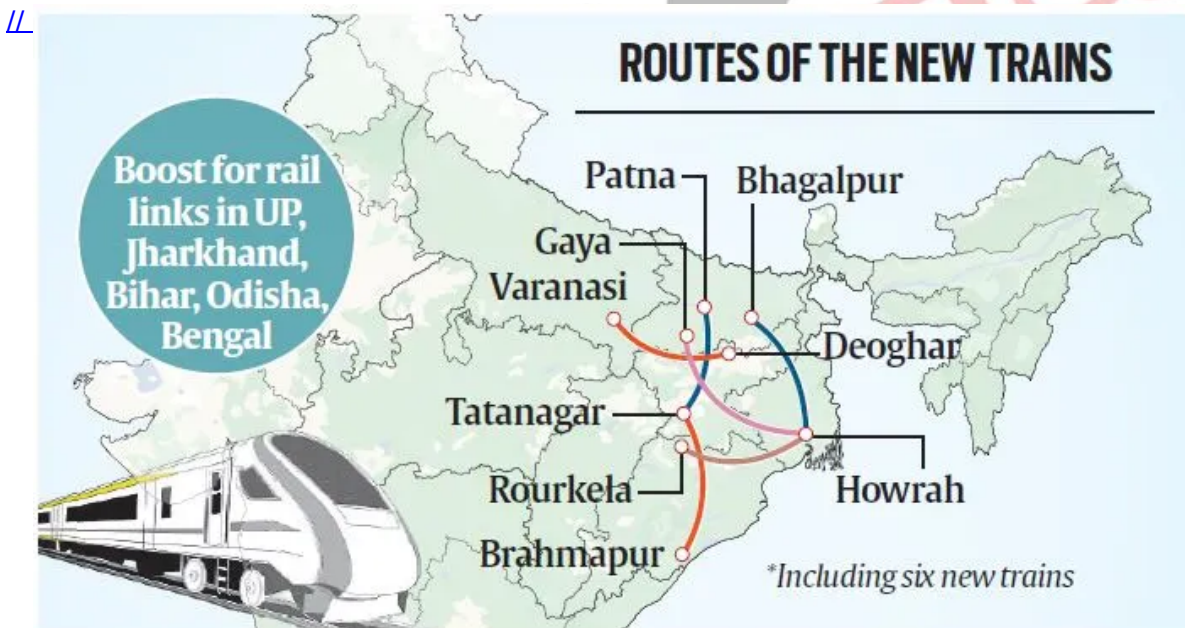 //
ROUTES OF THE NEW TRAINS
Boost for rail
links in UP,
Jharkhand,
Bihar, Odisha,
Bengal
Patna
Bhagalpur
Gaya
Varanasi
Deoghar
Tatanagar
Rourkela
Howrah
Brahmapur
*Including six new trains